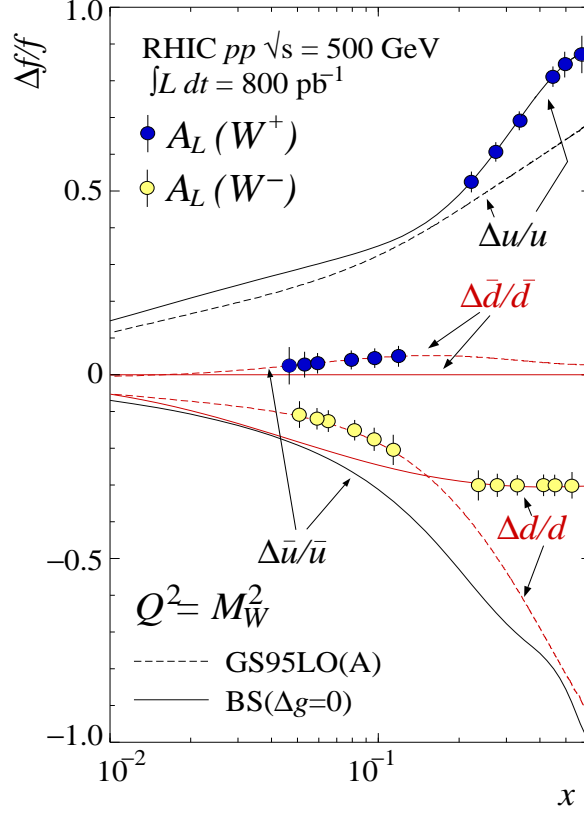 Δf/f
1.0
0.5
0
−0.5
−1.0
RHIC pp √s = 500 GeV
∫L dt = 800 pb⁻¹
A_L (W⁺)
A_L (W⁻)
Δu/u
Δd̄/d̄
Δū/ū
Δd/d
Q² = M²_W
GS95LO(A)
BS(Δg=0)
10⁻²
10⁻¹
x